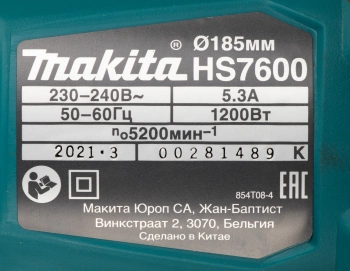 makita® Ø185мм
HS7600
230-240В~ 5.3А
50-60Гц 1200Вт
n₀5200мин⁻¹
2021·3 00281489 K
854T08-4
EAC
Макита Юроп СА, Жан-Баптист
Винкстраат 2, 3070, Бельгия
Сделано в Китае